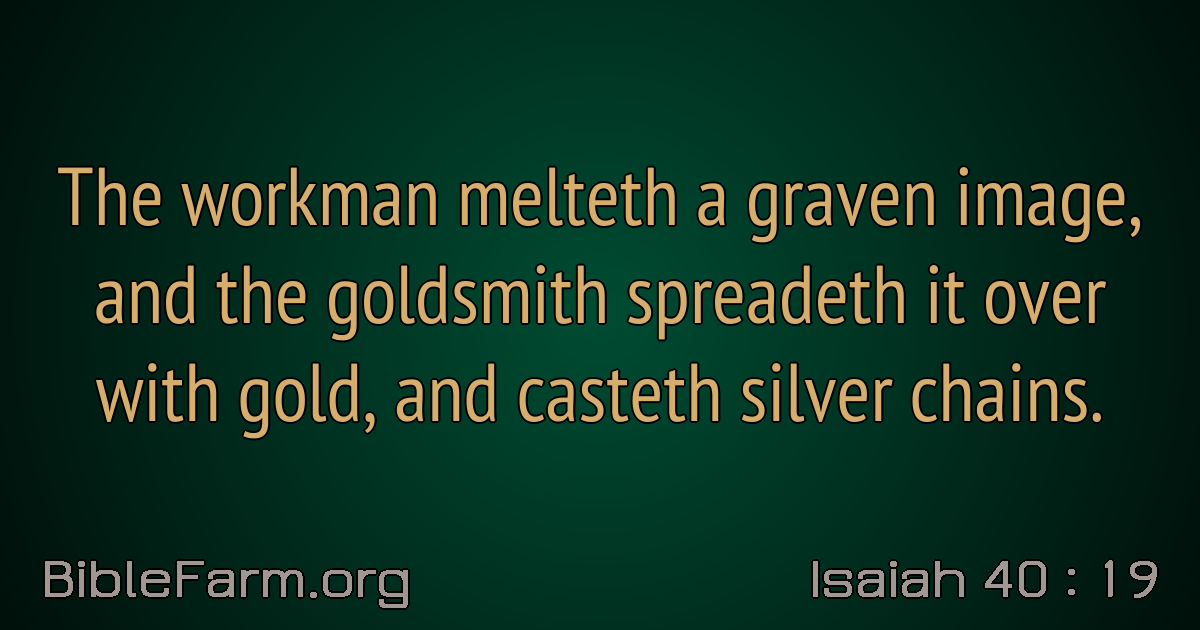 The workman melteth a graven image,
and the goldsmith spreadeth it over
with gold, and casteth silver chains.
BibleFarm.org
Isaiah 40 : 19